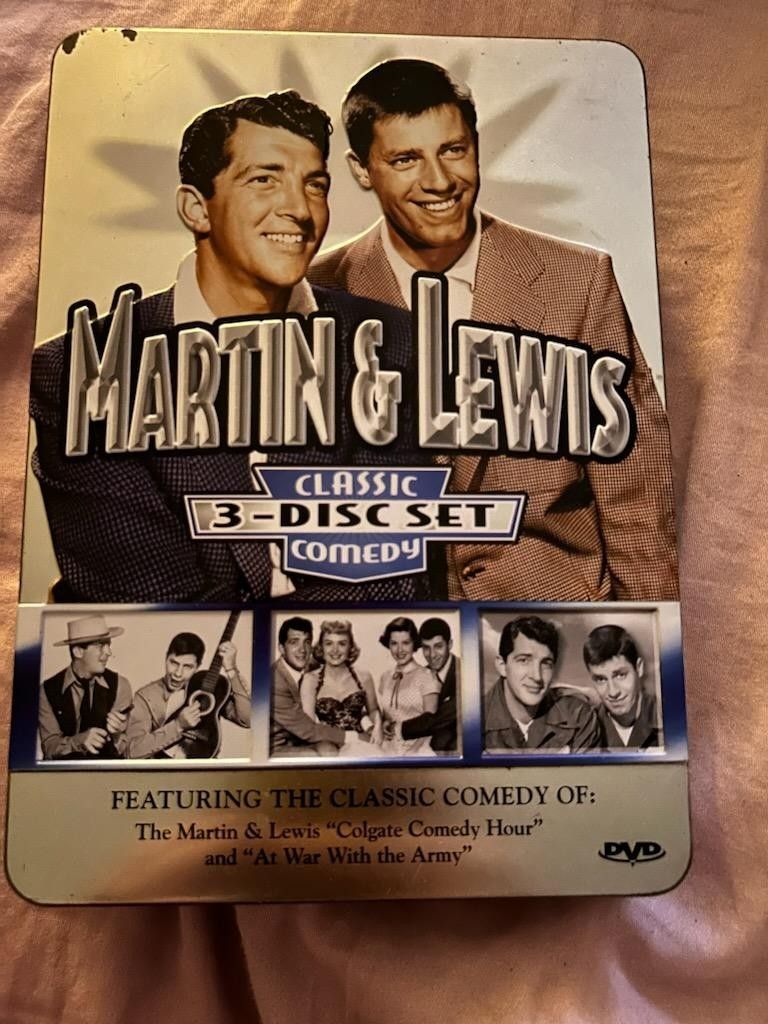 MARTIN & LEWIS
CLASSIC
3-DISC SET
COMEDY
FEATURING THE CLASSIC COMEDY OF:
The Martin & Lewis “Colgate Comedy Hour”
and “At War With the Army”
DVD